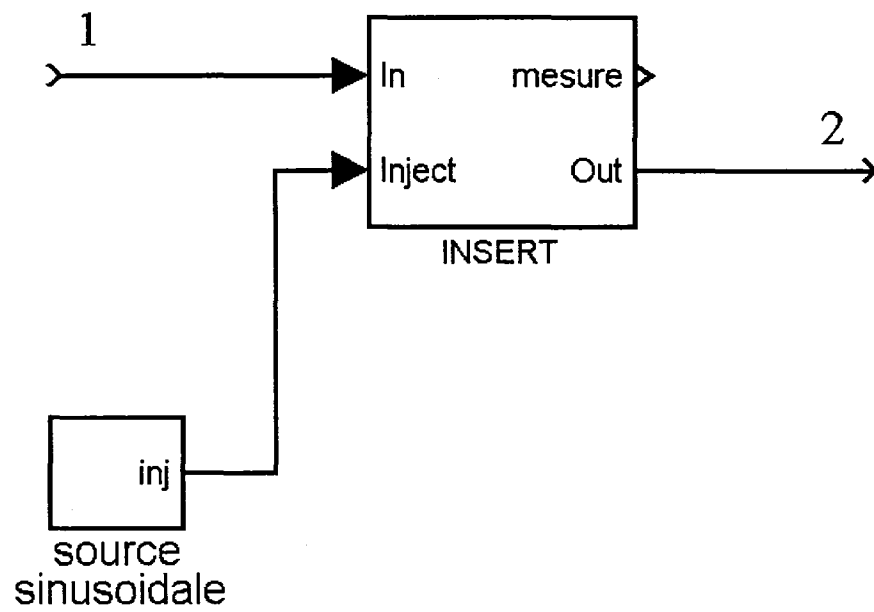 1
In mesure
2
Inject Out
INSERT
inj
source
sinusoidale